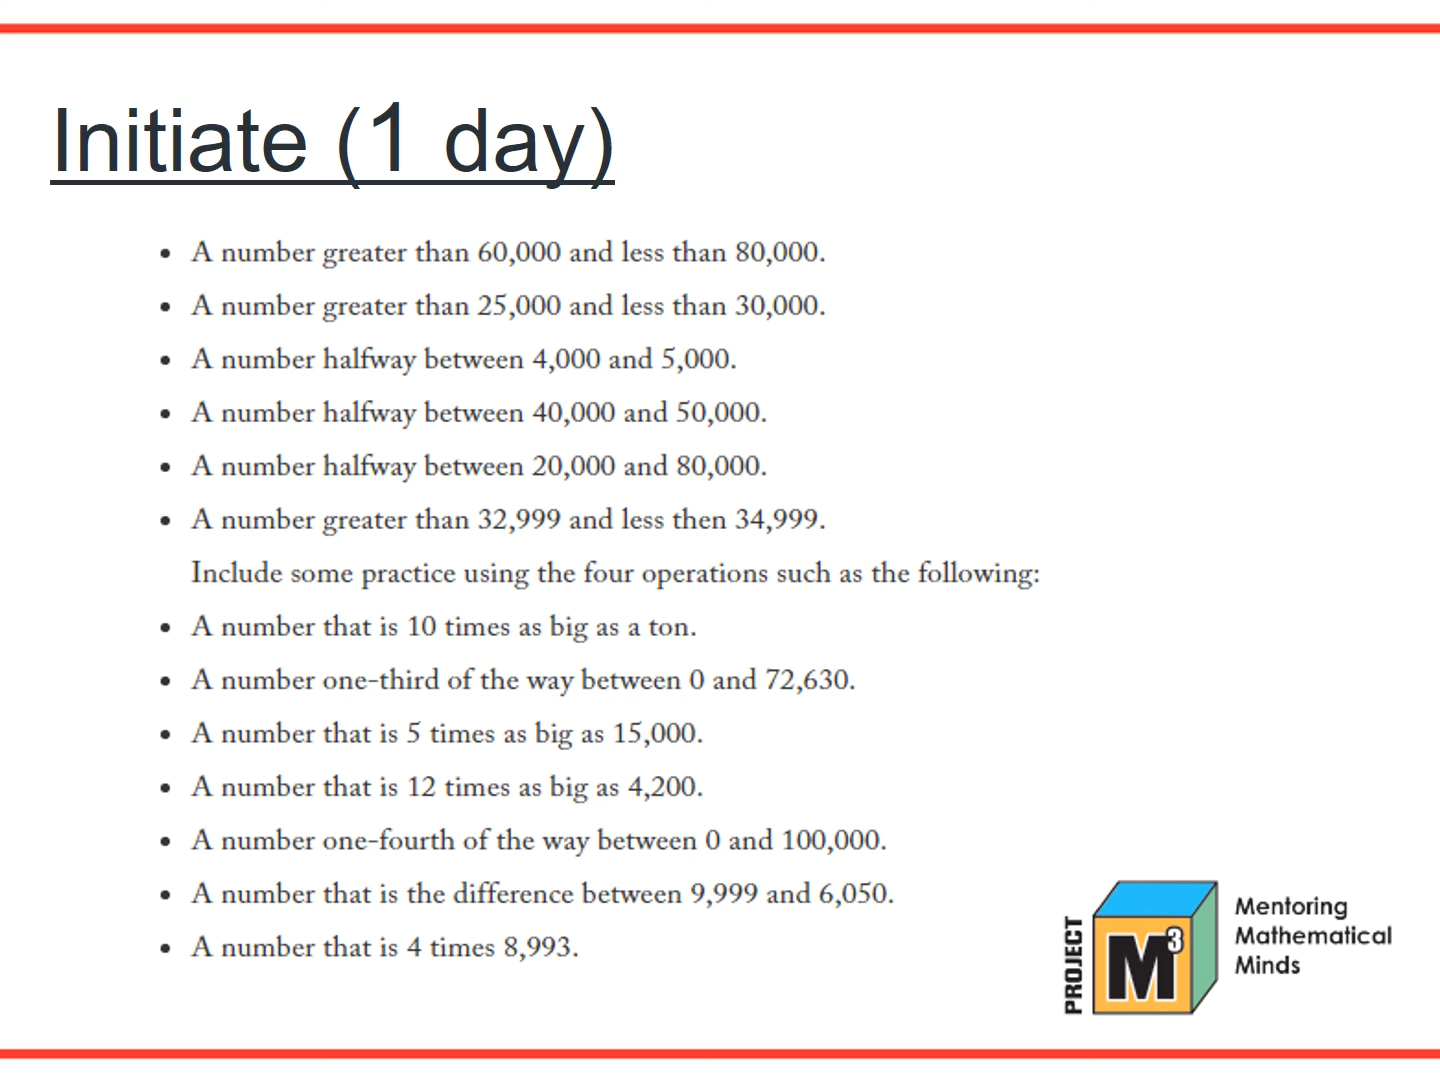 Initiate (1 day)
• A number greater than 60,000 and less than 80,000.
• A number greater than 25,000 and less than 30,000.
• A number halfway between 4,000 and 5,000.
• A number halfway between 40,000 and 50,000.
• A number halfway between 20,000 and 80,000.
• A number greater than 32,999 and less then 34,999.
Include some practice using the four operations such as the following:
• A number that is 10 times as big as a ton.
• A number one-third of the way between 0 and 72,630.
• A number that is 5 times as big as 15,000.
• A number that is 12 times as big as 4,200.
• A number one-fourth of the way between 0 and 100,000.
• A number that is the difference between 9,999 and 6,050.
• A number that is 4 times 8,993.
PROJECT
M³
Mentoring
Mathematical
Minds